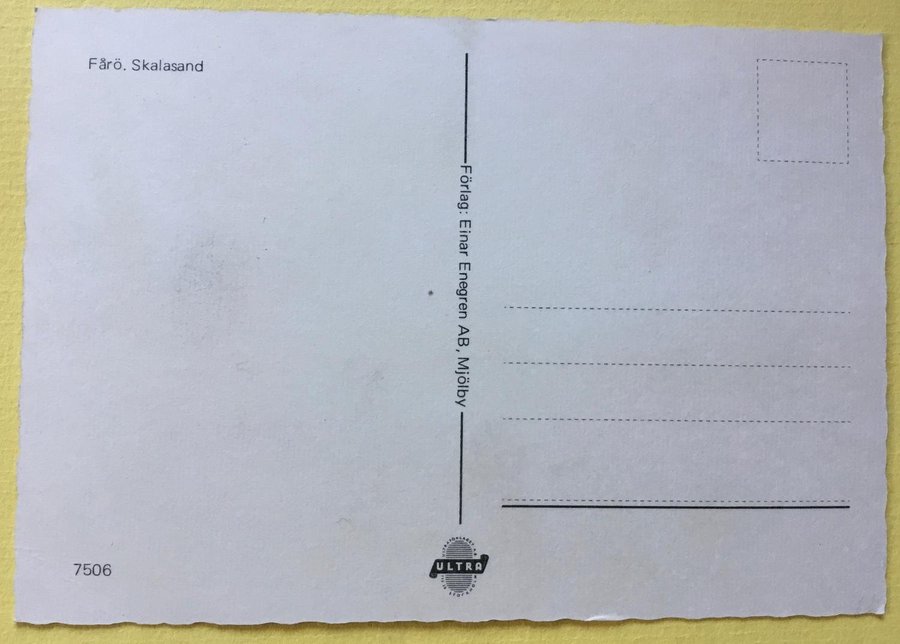 Fårö. Skalasand
Förlag: Einar Enegren AB, Mjölby
7506
ULTRA